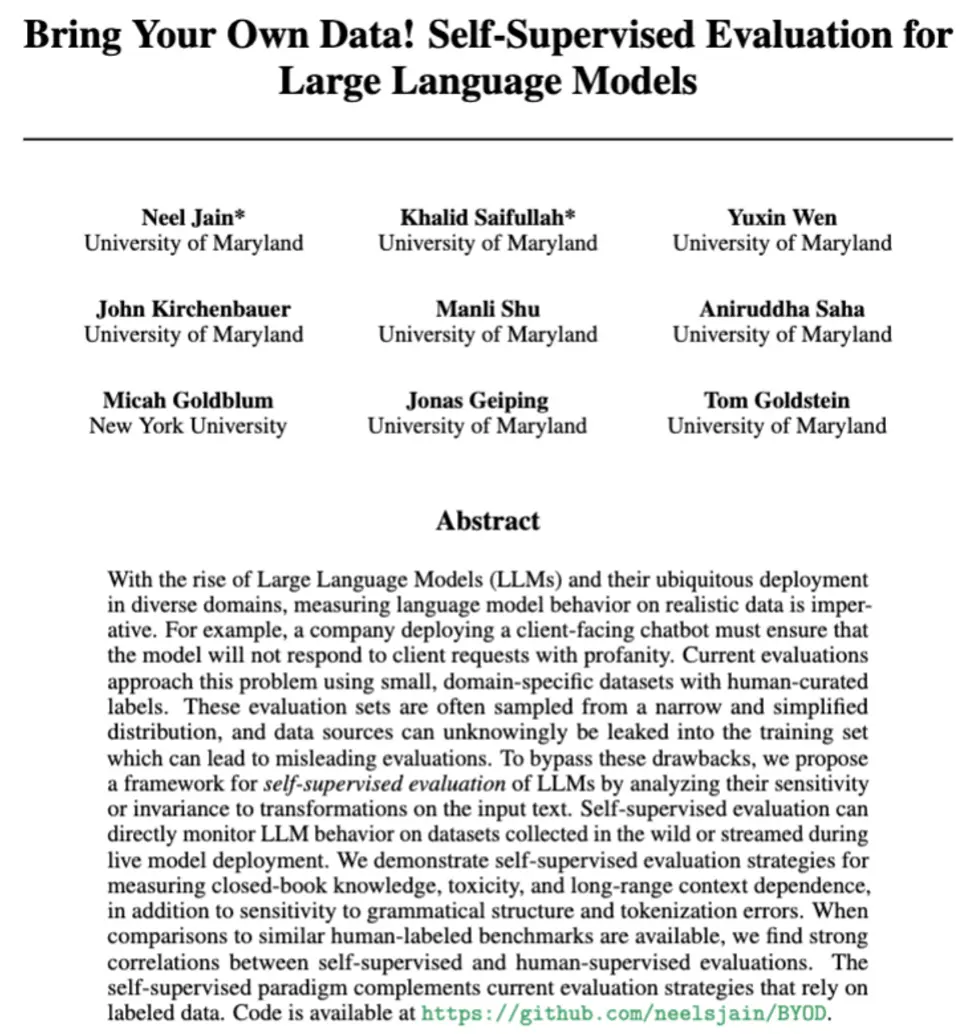 Bring Your Own Data! Self-Supervised Evaluation for
Large Language Models
Neel Jain* Khalid Saifullah* Yuxin Wen
University of Maryland University of Maryland University of Maryland
John Kirchenbauer Manli Shu Aniruddha Saha
University of Maryland University of Maryland University of Maryland
Micah Goldblum Jonas Geiping Tom Goldstein
New York University University of Maryland University of Maryland
Abstract
With the rise of Large Language Models (LLMs) and their ubiquitous deployment
in diverse domains, measuring language model behavior on realistic data is imper-
ative. For example, a company deploying a client-facing chatbot must ensure that
the model will not respond to client requests with profanity. Current evaluations
approach this problem using small, domain-specific datasets with human-curated
labels. These evaluation sets are often sampled from a narrow and simplified
distribution, and data sources can unknowingly be leaked into the training set
which can lead to misleading evaluations. To bypass these drawbacks, we propose
a framework for self-supervised evaluation of LLMs by analyzing their sensitivity
or invariance to transformations on the input text. Self-supervised evaluation can
directly monitor LLM behavior on datasets collected in the wild or streamed during
live model deployment. We demonstrate self-supervised evaluation strategies for
measuring closed-book knowledge, toxicity, and long-range context dependence,
in addition to sensitivity to grammatical structure and tokenization errors. When
comparisons to similar human-labeled benchmarks are available, we find strong
correlations between self-supervised and human-supervised evaluations. The
self-supervised paradigm complements current evaluation strategies that rely on
labeled data. Code is available at https://github.com/neelsjain/BYOD.